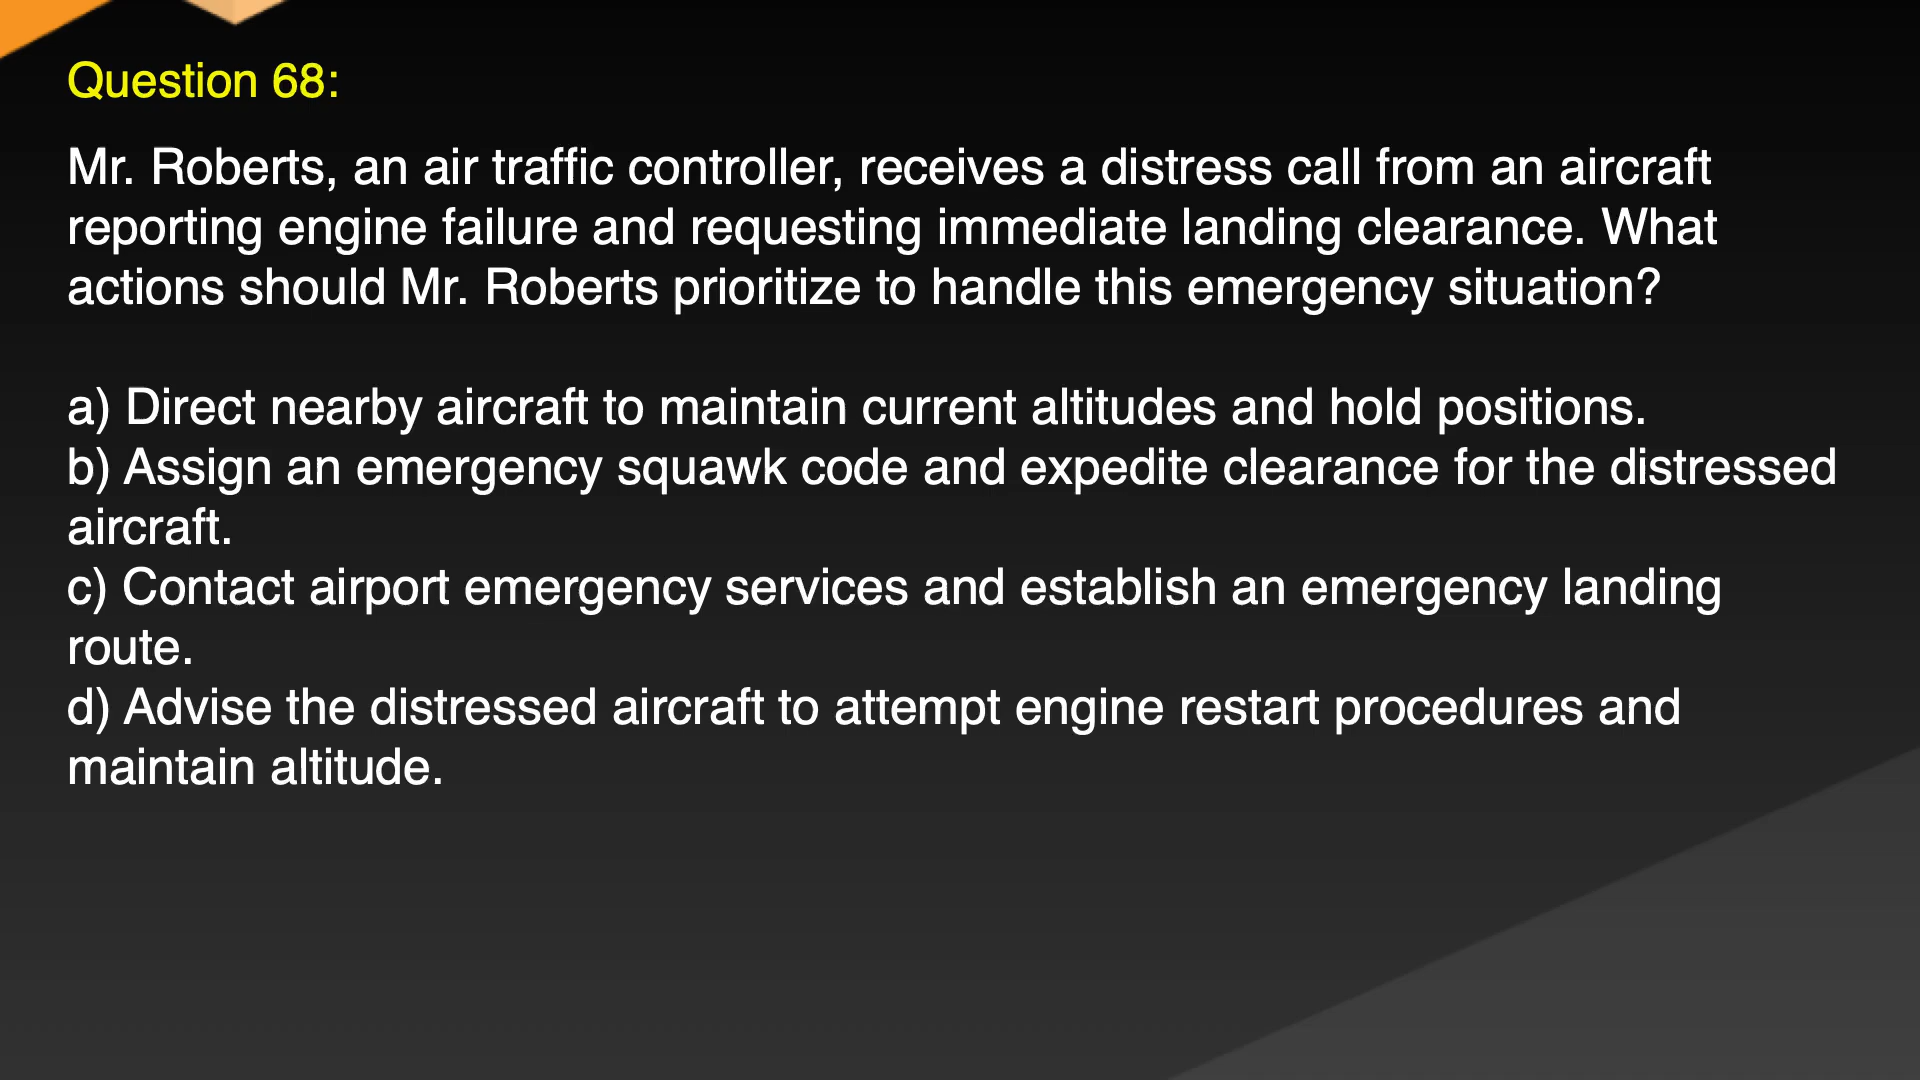 Question 68:
Mr. Roberts, an air traffic controller, receives a distress call from an aircraft
reporting engine failure and requesting immediate landing clearance. What
actions should Mr. Roberts prioritize to handle this emergency situation?
a) Direct nearby aircraft to maintain current altitudes and hold positions.
b) Assign an emergency squawk code and expedite clearance for the distressed
aircraft.
c) Contact airport emergency services and establish an emergency landing
route.
d) Advise the distressed aircraft to attempt engine restart procedures and
maintain altitude.